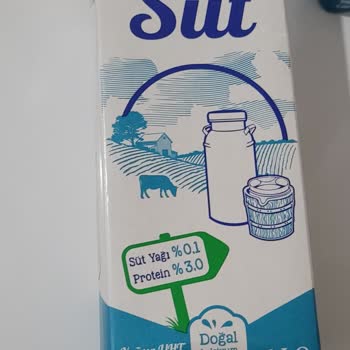 Süt
Süt Yağı %0.1
Protein %3.0
Doğal